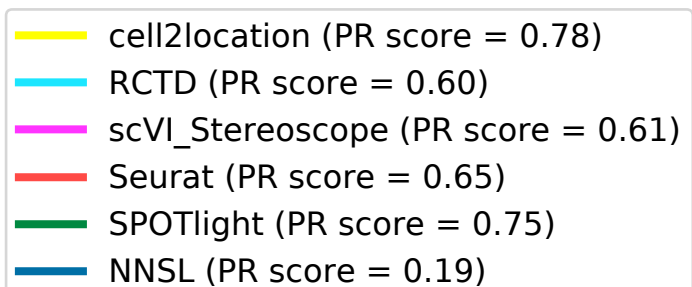 cell2location (PR score = 0.78)
RCTD (PR score = 0.60)
scVI_Stereoscope (PR score = 0.61)
Seurat (PR score = 0.65)
SPOTlight (PR score = 0.75)
NNSL (PR score = 0.19)